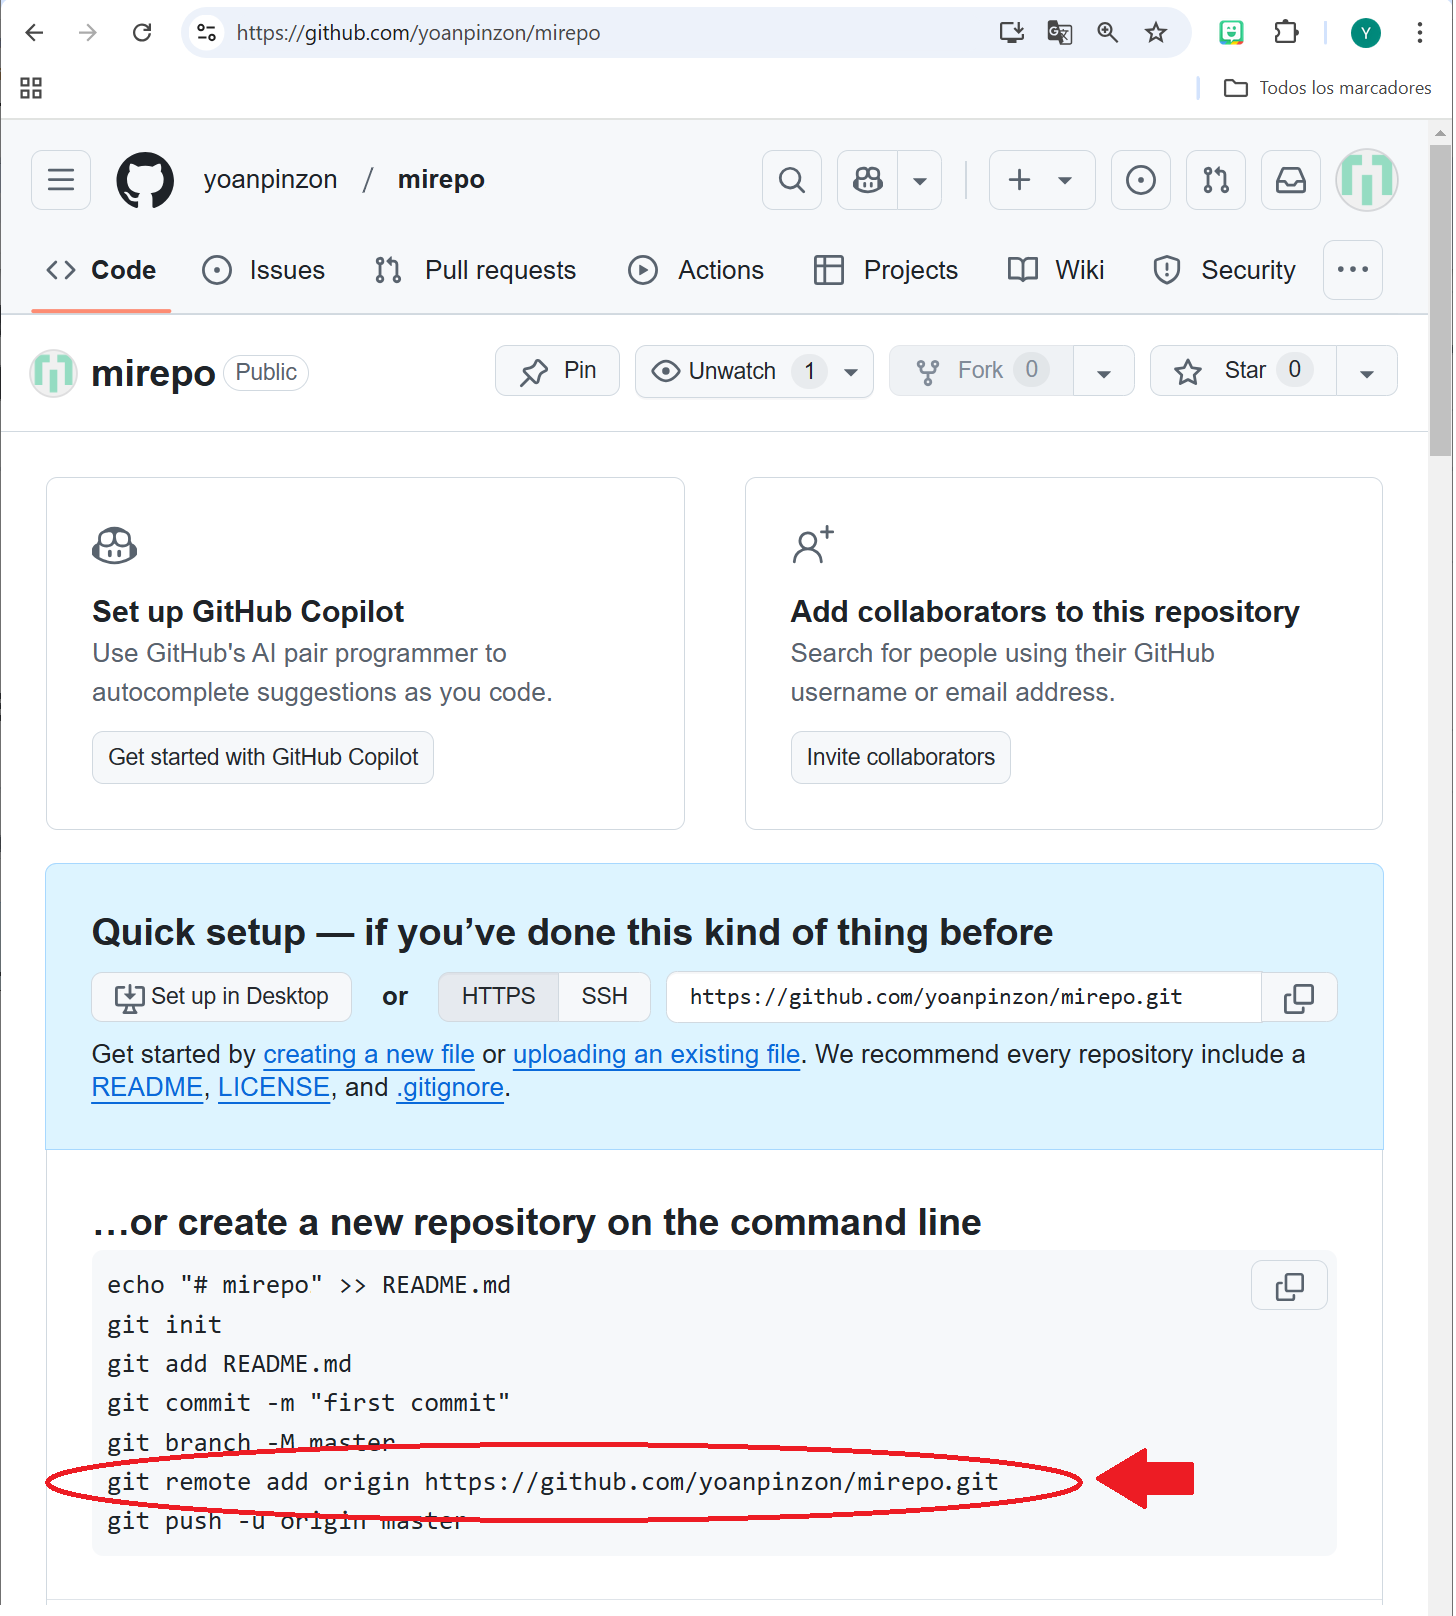 https://github.com/yoanpinzon/mirepo
Y
Todos los marcadores
yoanpinzon / mirepo
Code Issues Pull requests Actions Projects Wiki Security
mirepo Public Pin Unwatch 1 Fork 0 Star 0
Set up GitHub Copilot
Use GitHub's AI pair programmer to
autocomplete suggestions as you code.
Get started with GitHub Copilot
Add collaborators to this repository
Search for people using their GitHub
username or email address.
Invite collaborators
Quick setup — if you’ve done this kind of thing before
Set up in Desktop or HTTPS SSH https://github.com/yoanpinzon/mirepo.git
Get started by creating a new file or uploading an existing file. We recommend every repository include a
README, LICENSE, and .gitignore.
…or create a new repository on the command line
echo "# mirepo" >> README.md
git init
git add README.md
git commit -m "first commit"
git branch -M master
git remote add origin https://github.com/yoanpinzon/mirepo.git
git push -u origin master